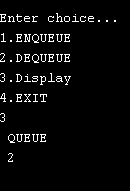 Enter choice...
1.ENQUEUE
2.DEQUEUE
3.Display
4.EXIT
3
QUEUE
2